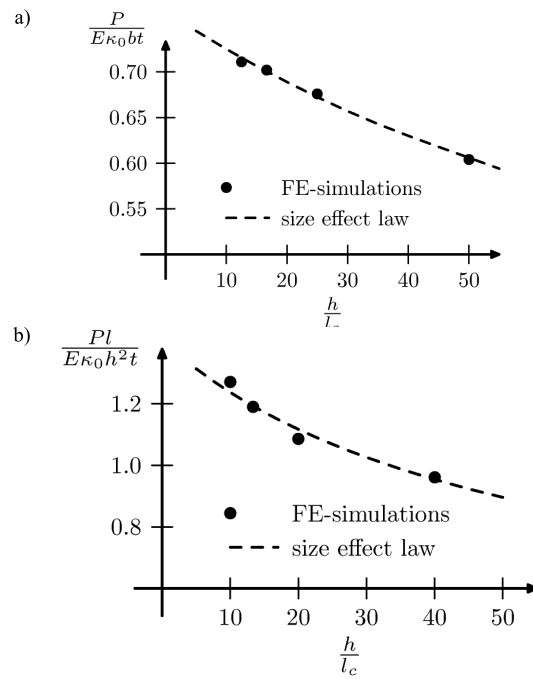 a)
P
Eκ₀bt
0.70
0.65
0.60
0.55
FE-simulations
size effect law
10 20 30 40 50
h
l
b)
Pl
Eκ₀h²t
1.2
1.0
0.8
FE-simulations
size effect law
10 20 30 40 50
h
l_c